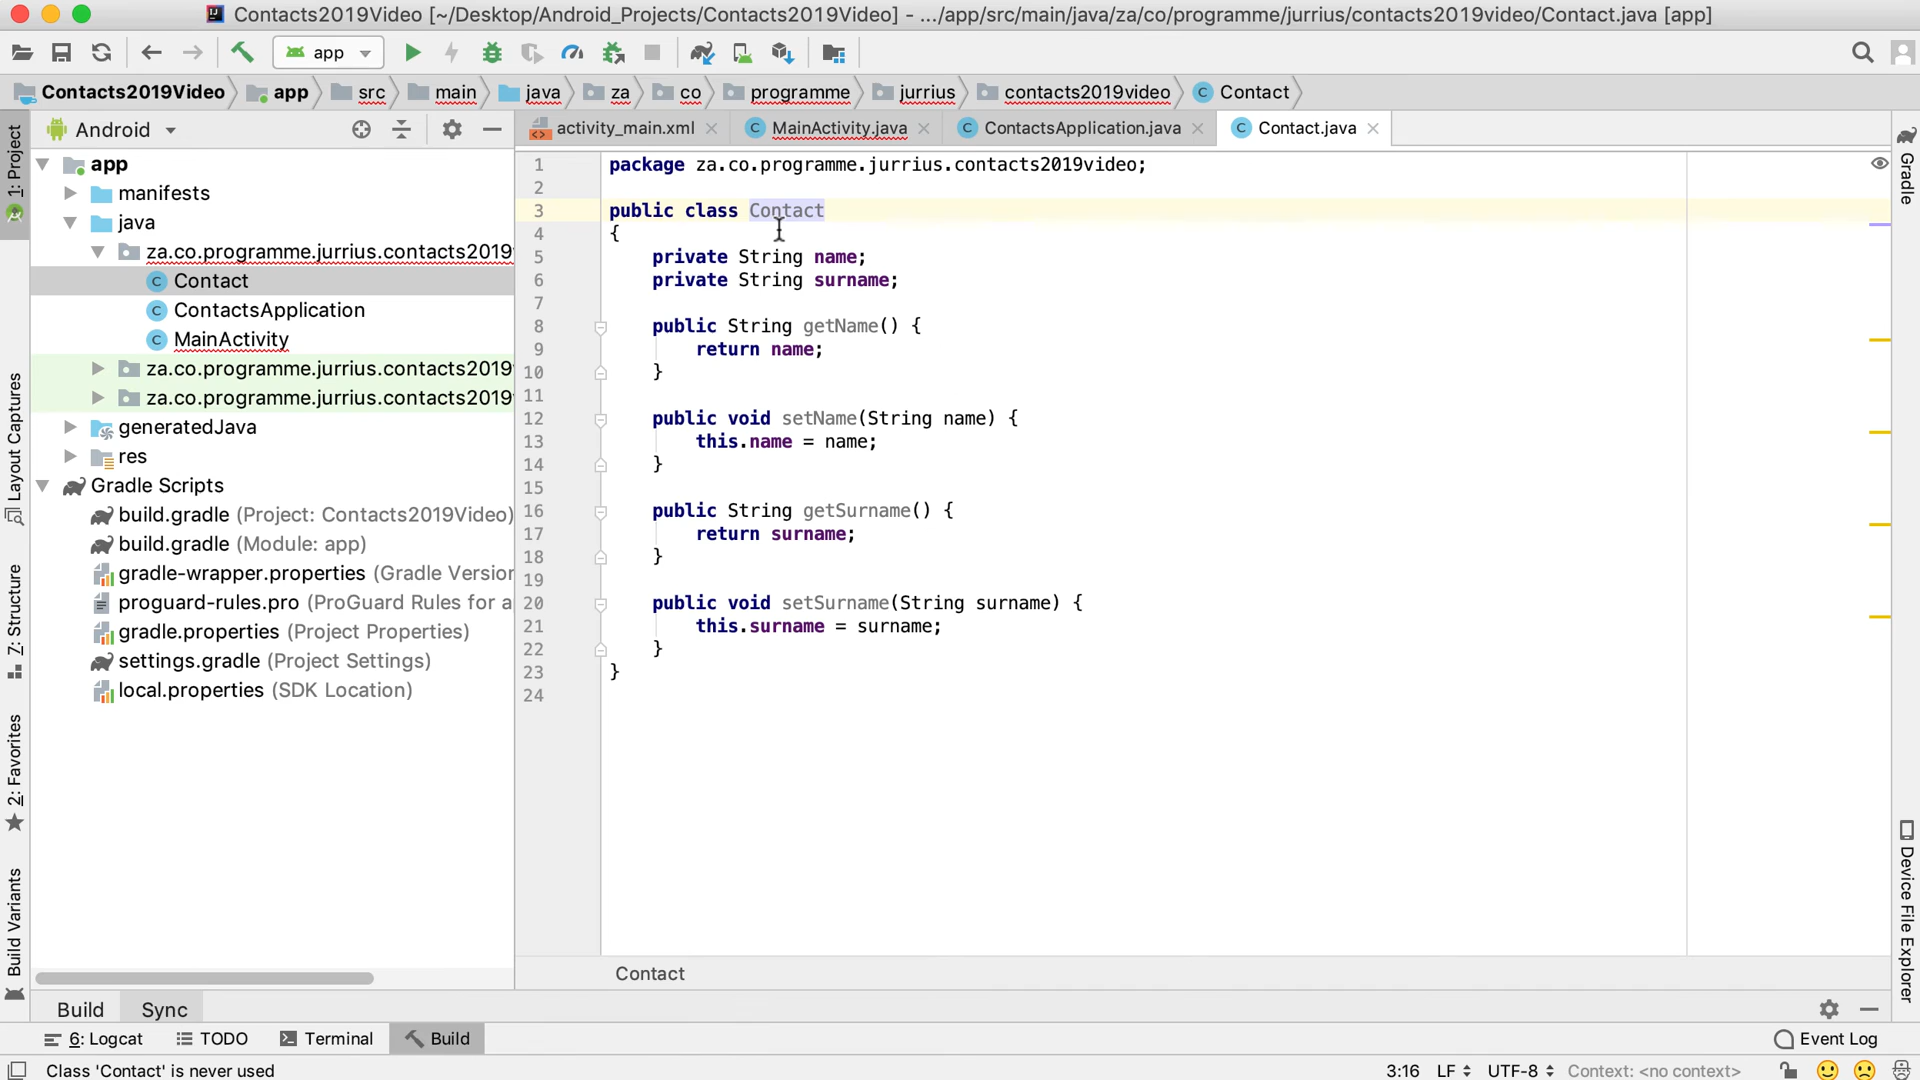 Contacts2019Video [~/Desktop/Android_Projects/Contacts2019Video] - .../app/src/main/java/za/co/programme/jurrius/contacts2019video/Contact.java [app]
app
Contacts2019Video app src main java za co programme jurrius contacts2019video Contact
1: Project
Layout Captures
7: Structure
2: Favorites
Build Variants
Android
app
manifests
java
za.co.programme.jurrius.contacts2019
Contact
ContactsApplication
MainActivity
za.co.programme.jurrius.contacts2019
za.co.programme.jurrius.contacts2019
generatedJava
res
Gradle Scripts
build.gradle (Project: Contacts2019Video)
build.gradle (Module: app)
gradle-wrapper.properties (Gradle Version
proguard-rules.pro (ProGuard Rules for a
gradle.properties (Project Properties)
settings.gradle (Project Settings)
local.properties (SDK Location)
activity_main.xml MainActivity.java ContactsApplication.java Contact.java
1 package za.co.programme.jurrius.contacts2019video;
2
3 public class Contact
4 {
5 private String name;
6 private String surname;
7
8 public String getName() {
9 return name;
10 }
11
12 public void setName(String name) {
13 this.name = name;
14 }
15
16 public String getSurname() {
17 return surname;
18 }
19
20 public void setSurname(String surname) {
21 this.surname = surname;
22 }
23 }
24
Contact
Gradle
Device File Explorer
Build Sync
6: Logcat TODO Terminal Build Event Log
Class 'Contact' is never used 3:16 LF UTF-8 Context: <no context>